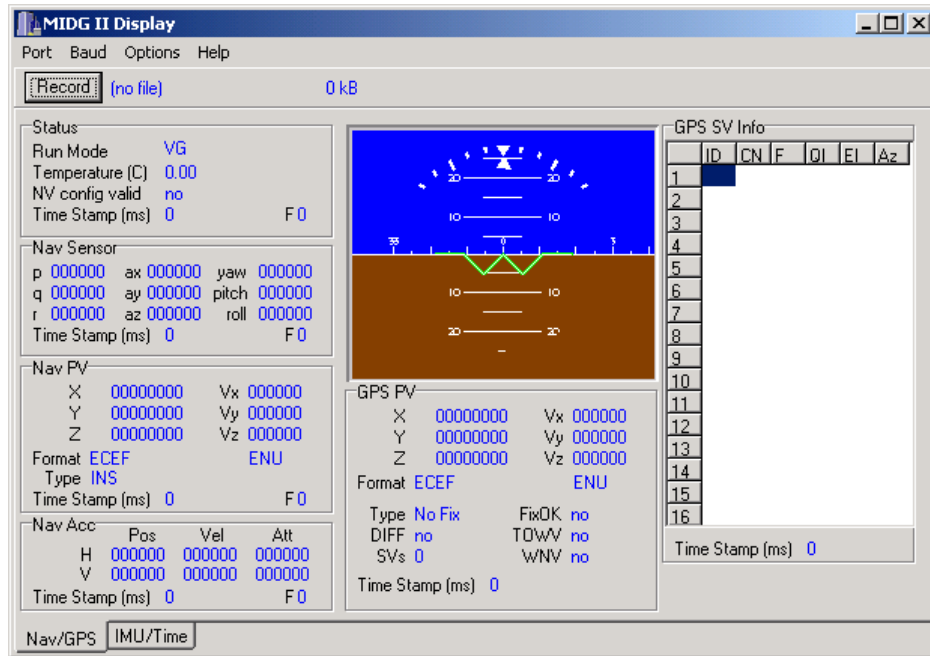 MIDG II Display
Port Baud Options Help
Record (no file) 0 kB
Status
Run Mode VG
Temperature (C) 0.00
NV config valid no
Time Stamp (ms) 0 F 0
Nav Sensor
p 000000 ax 000000 yaw 000000
q 000000 ay 000000 pitch 000000
r 000000 az 000000 roll 000000
Time Stamp (ms) 0 F 0
Nav PV
X 00000000 Vx 000000
Y 00000000 Vy 000000
Z 00000000 Vz 000000
Format ECEF ENU
Type INS
Time Stamp (ms) 0 F 0
Nav Acc
Pos Vel Att
H 000000 000000 000000
V 000000 000000 000000
Time Stamp (ms) 0 F 0
20 20
10 10
33 0 3
10 10
20 20
GPS PV
X 00000000 Vx 000000
Y 00000000 Vy 000000
Z 00000000 Vz 000000
Format ECEF ENU
Type No Fix FixOK no
DIFF no TOWV no
SVs 0 WNV no
Time Stamp (ms) 0
GPS SV Info
ID CN F QI El Az
1
2
3
4
5
6
7
8
9
10
11
12
13
14
15
16
Time Stamp (ms) 0
Nav/GPS IMU/Time